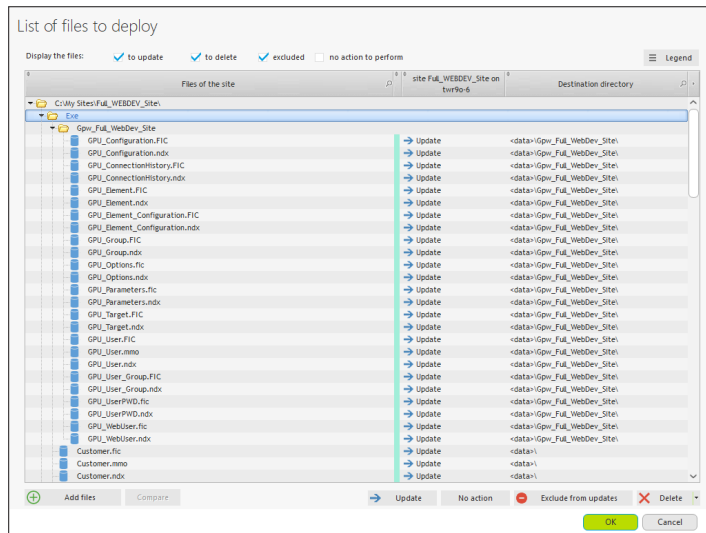 List of files to deploy
Display the files: to update to delete excluded no action to perform Legend
Files of the site site Full_WEBDEV_Site on twr9o-6 Destination directory
C:\My Sites\Full_WEBDEV_Site\
Exe
Gpw_Full_WebDev_Site
GPU_Configuration.FIC Update <data>\Gpw_Full_WebDev_Site\
GPU_Configuration.ndx Update <data>\Gpw_Full_WebDev_Site\
GPU_ConnectionHistory.FIC Update <data>\Gpw_Full_WebDev_Site\
GPU_ConnectionHistory.ndx Update <data>\Gpw_Full_WebDev_Site\
GPU_Element.FIC Update <data>\Gpw_Full_WebDev_Site\
GPU_Element.ndx Update <data>\Gpw_Full_WebDev_Site\
GPU_Element_Configuration.FIC Update <data>\Gpw_Full_WebDev_Site\
GPU_Element_Configuration.ndx Update <data>\Gpw_Full_WebDev_Site\
GPU_Group.FIC Update <data>\Gpw_Full_WebDev_Site\
GPU_Group.ndx Update <data>\Gpw_Full_WebDev_Site\
GPU_Options.fic Update <data>\Gpw_Full_WebDev_Site\
GPU_Options.ndx Update <data>\Gpw_Full_WebDev_Site\
GPU_Parameters.fic Update <data>\Gpw_Full_WebDev_Site\
GPU_Parameters.ndx Update <data>\Gpw_Full_WebDev_Site\
GPU_Target.FIC Update <data>\Gpw_Full_WebDev_Site\
GPU_Target.ndx Update <data>\Gpw_Full_WebDev_Site\
GPU_User.FIC Update <data>\Gpw_Full_WebDev_Site\
GPU_User.mmo Update <data>\Gpw_Full_WebDev_Site\
GPU_User.ndx Update <data>\Gpw_Full_WebDev_Site\
GPU_User_Group.FIC Update <data>\Gpw_Full_WebDev_Site\
GPU_User_Group.ndx Update <data>\Gpw_Full_WebDev_Site\
GPU_UserPWD.fic Update <data>\Gpw_Full_WebDev_Site\
GPU_UserPWD.ndx Update <data>\Gpw_Full_WebDev_Site\
GPU_WebUser.fic Update <data>\Gpw_Full_WebDev_Site\
GPU_WebUser.ndx Update <data>\Gpw_Full_WebDev_Site\
Customer.fic Update <data>\
Customer.mmo Update <data>\
Customer.ndx Update <data>\
Add files Compare Update No action Exclude from updates Delete
OK Cancel